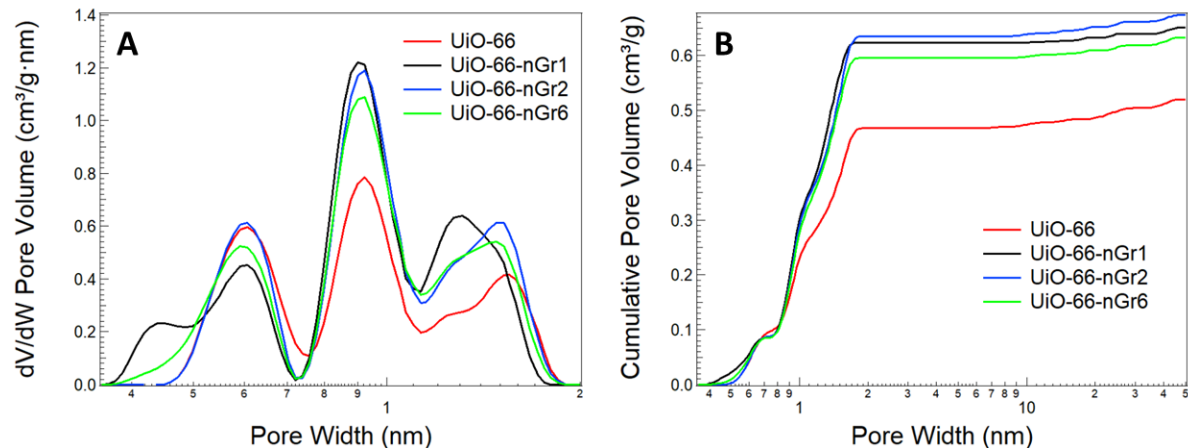 A
dV/dW Pore Volume (cm³/g·nm)
1.4
1.2
1.0
0.8
0.6
0.4
0.2
0.0
UiO-66
UiO-66-nGr1
UiO-66-nGr2
UiO-66-nGr6
4 5 6 7 8 9 1 2
Pore Width (nm)
B
Cumulative Pore Volume (cm³/g)
0.6
0.5
0.4
0.3
0.2
0.1
0.0
UiO-66
UiO-66-nGr1
UiO-66-nGr2
UiO-66-nGr6
4 5 6 7 8 9 1 2 3 4 5 6 7 8 9 10 2 3 4 5
Pore Width (nm)